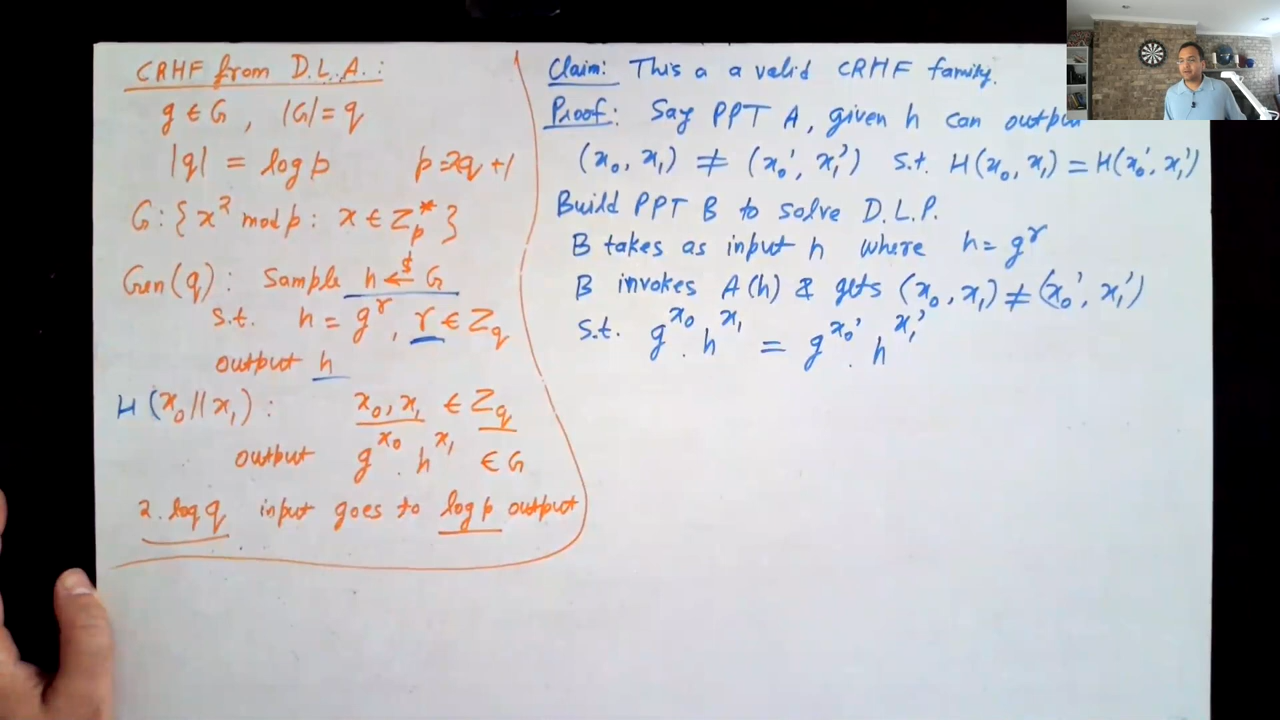 CRHF from D.L.A.:
g ∈ G, |G| = q
|q| = log p p = 2q + 1
G: {x² mod p : x ∈ Z_p^*}
Gen(q): Sample h ←$ G
s.t. h = g^r, r ∈ Z_q
output h
H(x₀||x₁): x₀, x₁ ∈ Z_q
output g^{x₀} . h^{x₁} ∈ G
2. log q input goes to log p output
Claim: This a a valid CRHF family.
Proof: Say PPT A, given h can
(x₀, x₁) ≠ (x₀', x₁') s.t. H(x₀, x₁) = H(x₀', x₁')
Build PPT B to solve D.L.P.
B takes as input h where h = g^r
B invokes A(h) & gets (x₀, x₁) ≠ (x₀', x₁')
s.t. g^{x₀} . h^{x₁} = g^{x₀'} . h^{x₁'}